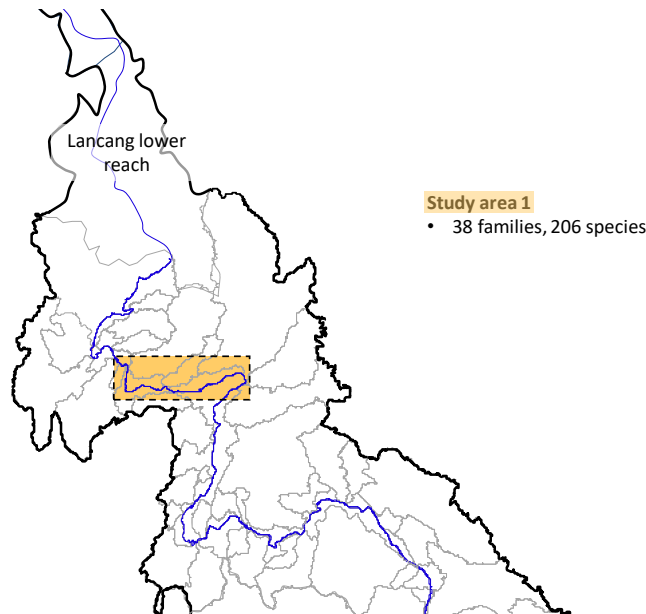 Lancang lower
reach
Study area 1
• 38 families, 206 species